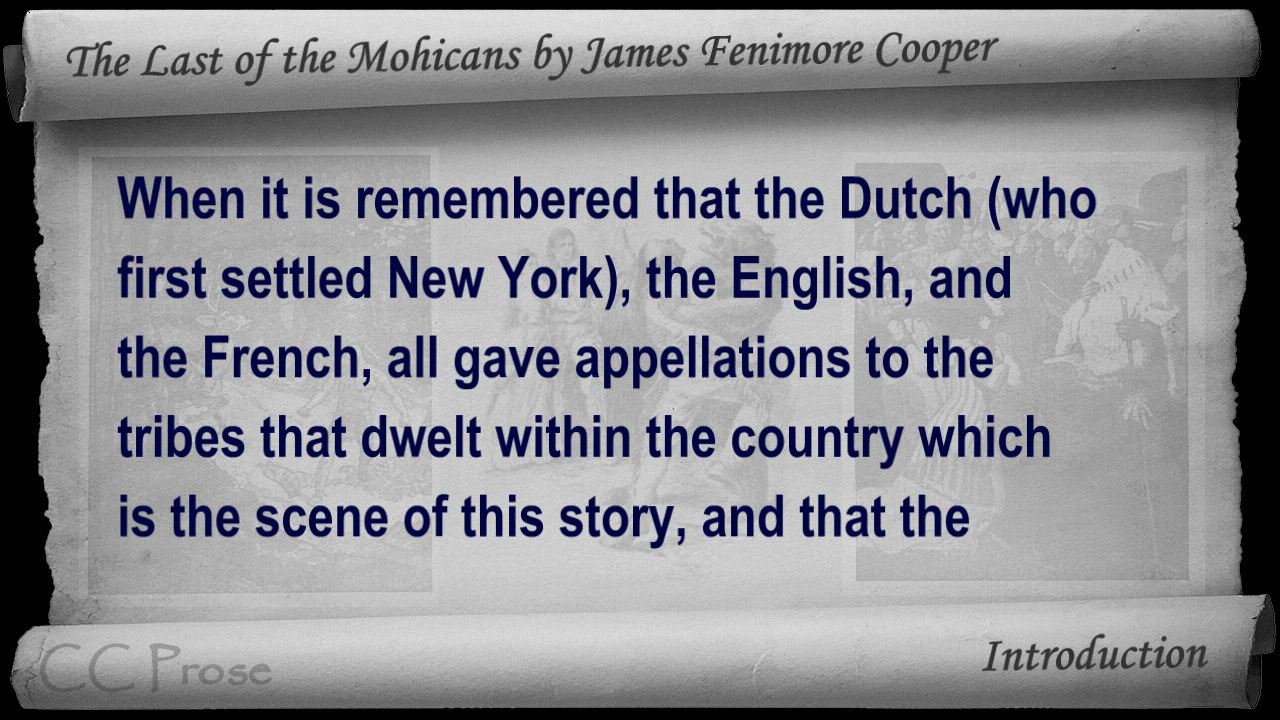 The Last of the Mohicans by James Fenimore Cooper
When it is remembered that the Dutch (who
first settled New York), the English, and
the French, all gave appellations to the
tribes that dwelt within the country which
is the scene of this story, and that the
CC Prose
Introduction